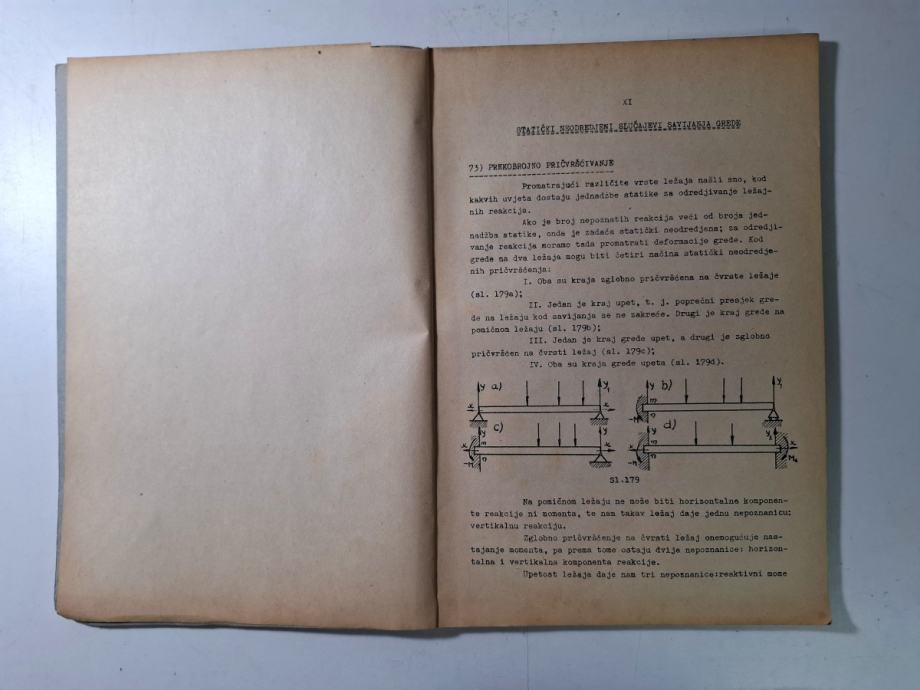 XI
STATIČKI NEODREDJENI SLUČAJEVI SAVIJANJA GREDE
73) PREKOBROJNO PRIČVRŠĆIVANJE
Promatrajući različite vrste ležaja našli smo, kod
kakvih uvjeta dostaju jednadžbe statike za odredjivanje ležaj-
nih reakcija.
Ako je broj nepoznatih reakcija veći od broja jed-
nadžba statike, onda je zadaća statički neodredjena; za odredji-
vanje reakcija moramo tada promatrati deformacije grede. Kod
grede na dva ležaja mogu biti četiri načina statički neodredje-
nih pričvršćenja:
I. Oba su kraja zglobno pričvršćena na čvrste ležaje
(sl. 179a);
II. Jedan je kraj upet, t. j. poprečni presjek gre-
de na ležaju kod savijanja se ne zakreće. Drugi je kraj grede na
pomičnom ležaju (sl. 179b);
III. Jedan je kraj grede upet, a drugi je zglobno
pričvršćen na čvrsti ležaj (sl. 179c);
IV. Oba su kraja grede upeta (sl. 179d).
y a) y₁
x x
y b) y₁
m n -M
y c) y
x m n -M x
y d) y₁
m n -M x M₁
Sl.179
Na pomičnom ležaju ne može biti horizontalne komponen-
te reakcije ni momenta, te nam takav ležaj daje jednu nepoznanicu:
vertikalnu reakciju.
Zglobno pričvršćenje na čvrsti ležaj onemogućuje nas-
tajanje momenta, pa prema tome ostaju dvije nepoznanice: horizon-
talna i vertikalna komponenta reakcije.
Upetost ležaja daje nam tri nepoznanice:reaktivni mome